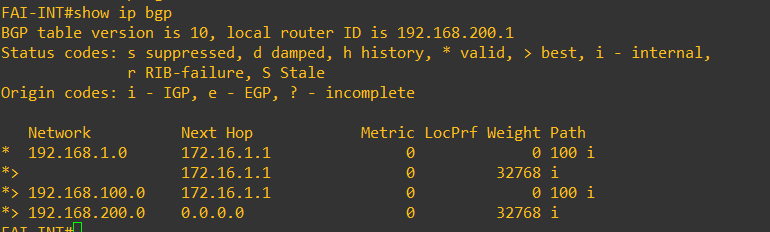 FAI-INT#show ip bgp
BGP table version is 10, local router ID is 192.168.200.1
Status codes: s suppressed, d damped, h history, * valid, > best, i - internal,
              r RIB-failure, S Stale
Origin codes: i - IGP, e - EGP, ? - incomplete

   Network          Next Hop            Metric LocPrf Weight Path
*  192.168.1.0      172.16.1.1               0             0 100 i
*>                  172.16.1.1               0         32768 i
*> 192.168.100.0    172.16.1.1               0             0 100 i
*> 192.168.200.0    0.0.0.0                  0         32768 i
FAI-INT#